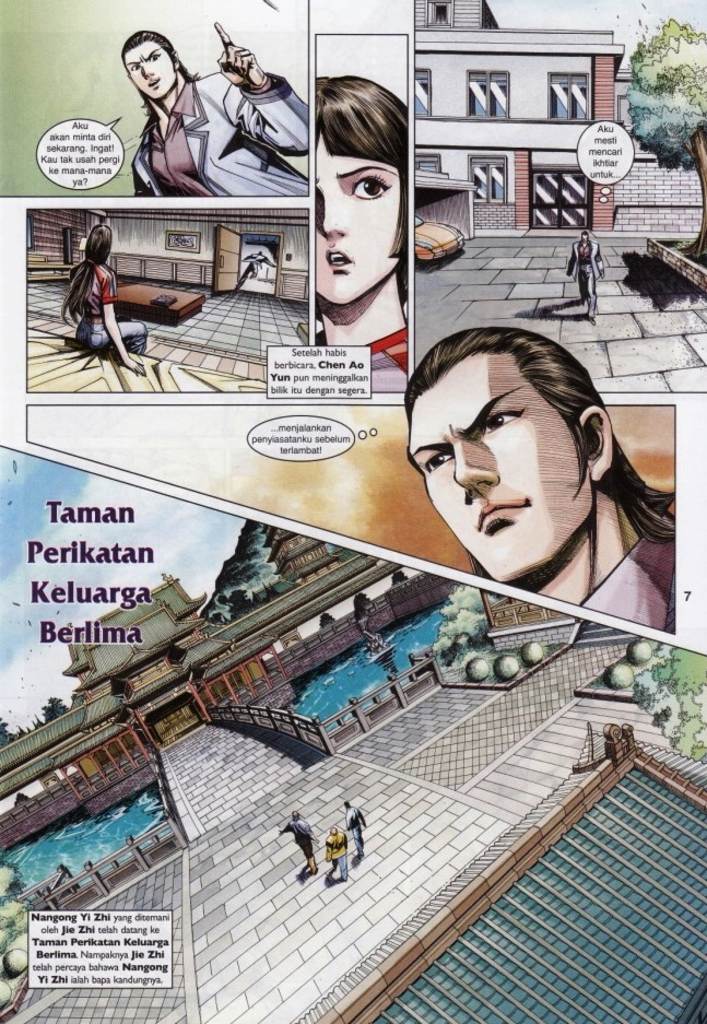 Aku
akan minta diri
sekarang. Ingat!
Kau tak usah pergi
ke mana-mana
ya?
Setelah habis
berbicara, Chen Ao
Yun pun meninggalkan
bilik itu dengan segera.
Aku
mesti
mencari
ikhtiar
untuk...
...menjalankan
penyiasatanku sebelum
terlambat!
7
Taman
Perikatan
Keluarga
Berlima
Nangong Yi Zhi yang ditemani
oleh Jie Zhi telah datang ke
Taman Perikatan Keluarga
Berlima. Nampaknya Jie Zhi
telah percaya bahawa Nangong
Yi Zhi ialah bapa kandungnya.